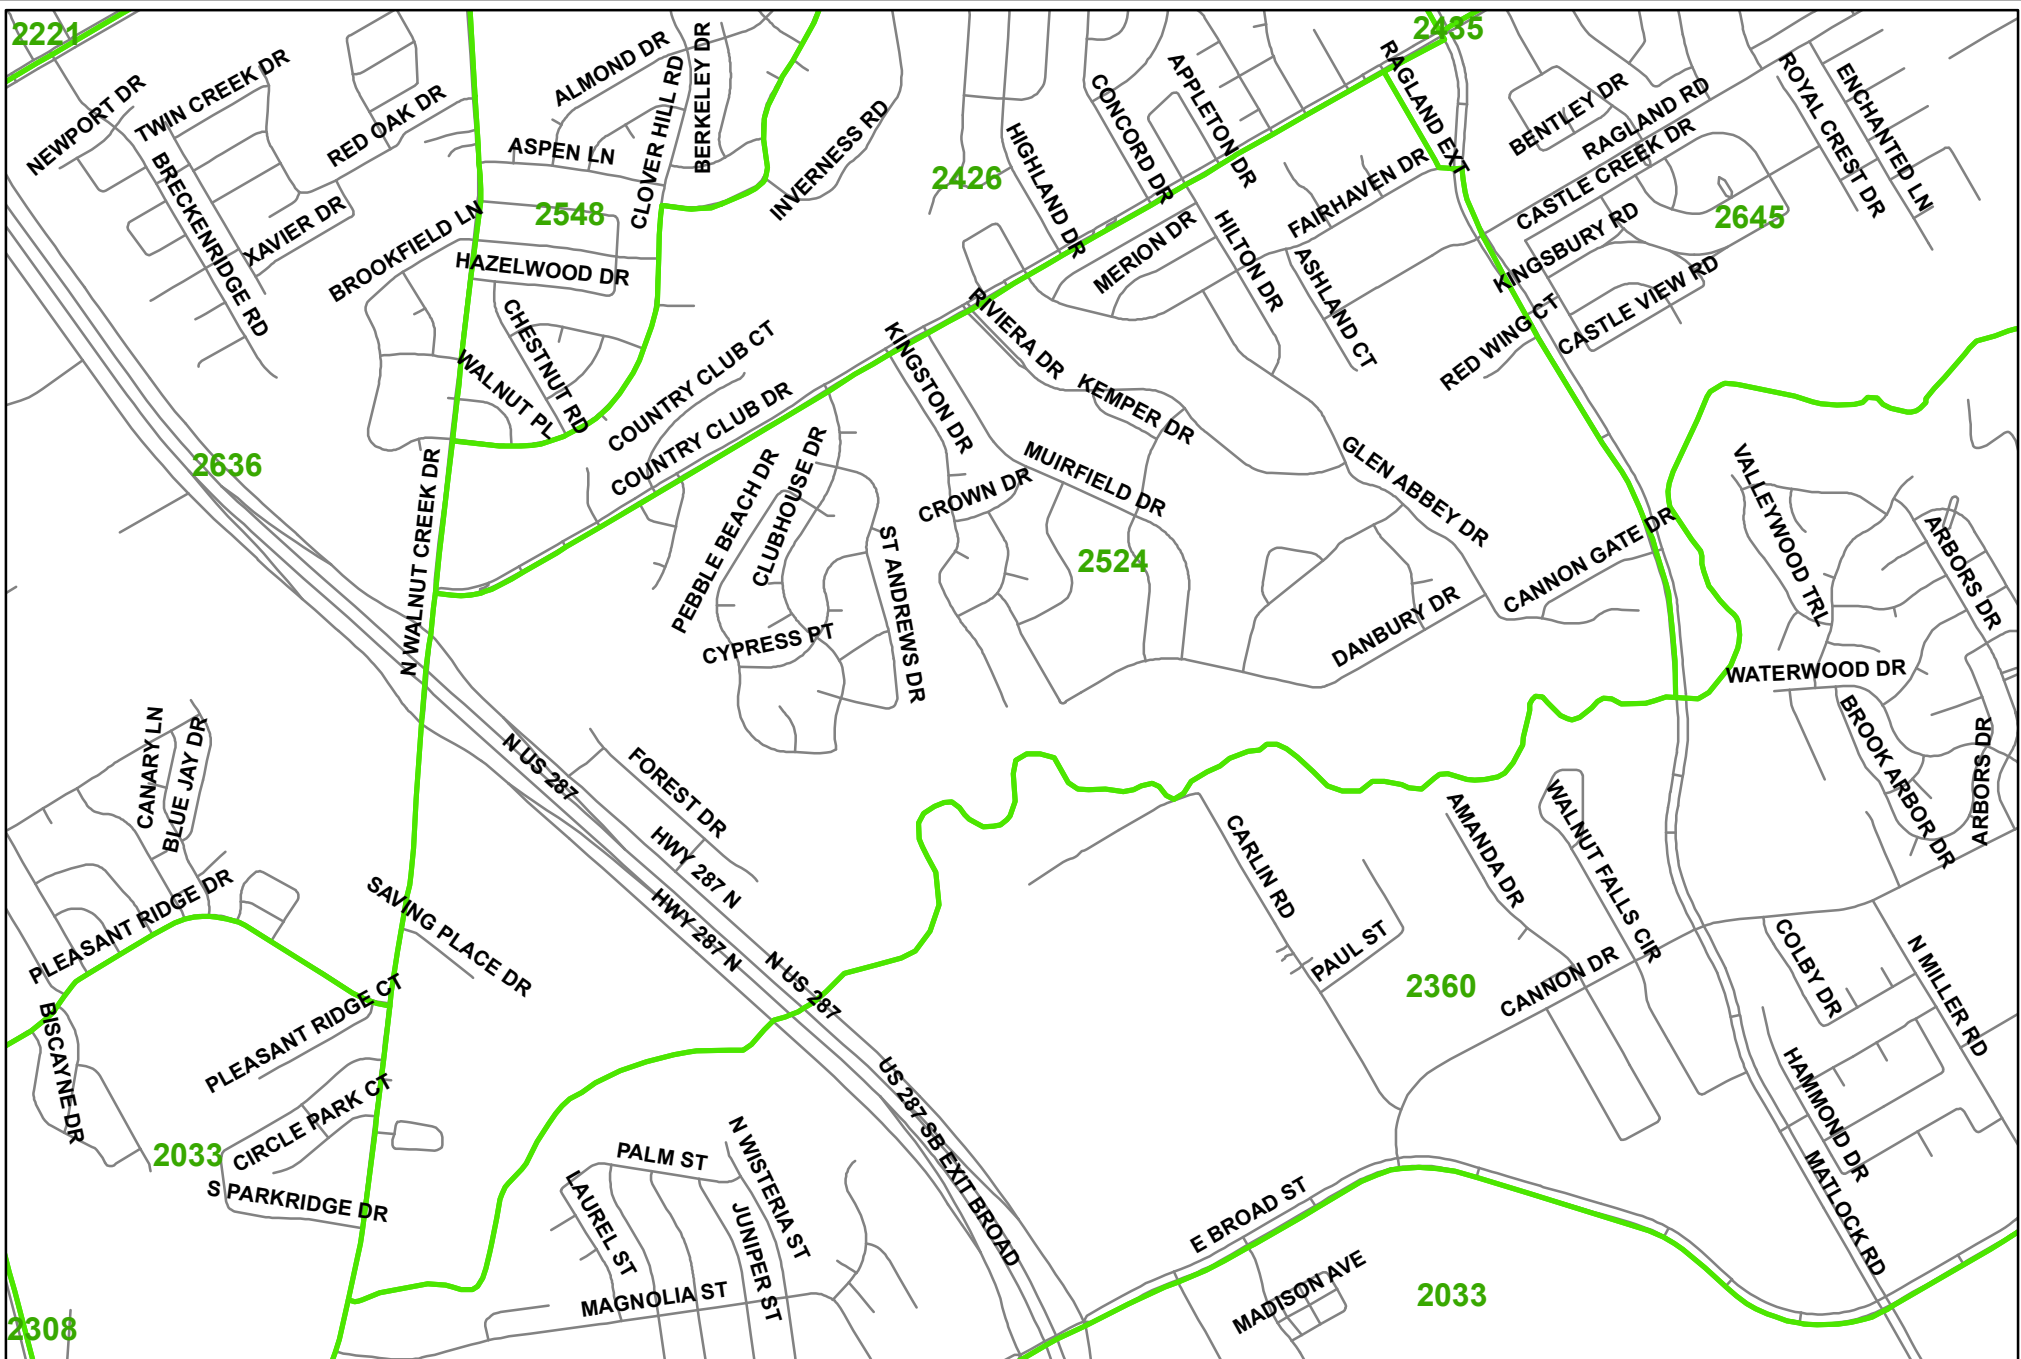 2221
2435
NEWPORT DR
TWIN CREEK DR
RED OAK DR
ALMOND DR
CLOVER HILL RD
BERKELEY DR
ASPEN LN
INVERNESS RD
2426
HIGHLAND DR
CONCORD DR
APPLETON DR
RAGLAND EXT
BENTLEY DR
RAGLAND RD
CASTLE CREEK DR
ROYAL CREST DR
ENCHANTED LN
BRECKENRIDGE RD
XAVIER DR
BROOKFIELD LN
2548
HAZELWOOD DR
MERION DR
HILTON DR
FAIRHAVEN DR
ASHLAND CT
KINGSBURY RD
2645
CASTLE VIEW RD
RED WING CT
CHESTNUT RD
WALNUT PL
COUNTRY CLUB CT
COUNTRY CLUB DR
KINGSTON DR
RIVIERA DR
KEMPER DR
2636
N WALNUT CREEK DR
PEBBLE BEACH DR
CLUBHOUSE DR
CROWN DR
MUIRFIELD DR
GLEN ABBEY DR
VALLEYWOOD TRL
ARBORS DR
ST ANDREWS DR
2524
CANNON GATE DR
CYPRESS PT
DANBURY DR
WATERWOOD DR
CANARY LN
BLUE JAY DR
N US 287
FOREST DR
BROOK ARBOR DR
ARBORS DR
HWY 287 N
CARLIN RD
AMANDA DR
WALNUT FALLS CIR
PLEASANT RIDGE DR
SAVING PLACE DR
HWY 287 N
N US 287
PAUL ST
2360
CANNON DR
COLBY DR
N MILLER RD
BISCAYNE DR
PLEASANT RIDGE CT
CIRCLE PARK CT
2033
S PARKRIDGE DR
US 287 SB EXIT BROAD
HAMMOND DR
MATLOCK RD
PALM ST
N WISTERIA ST
LAUREL ST
JUNIPER ST
MAGNOLIA ST
E BROAD ST
MADISON AVE
2033
2308